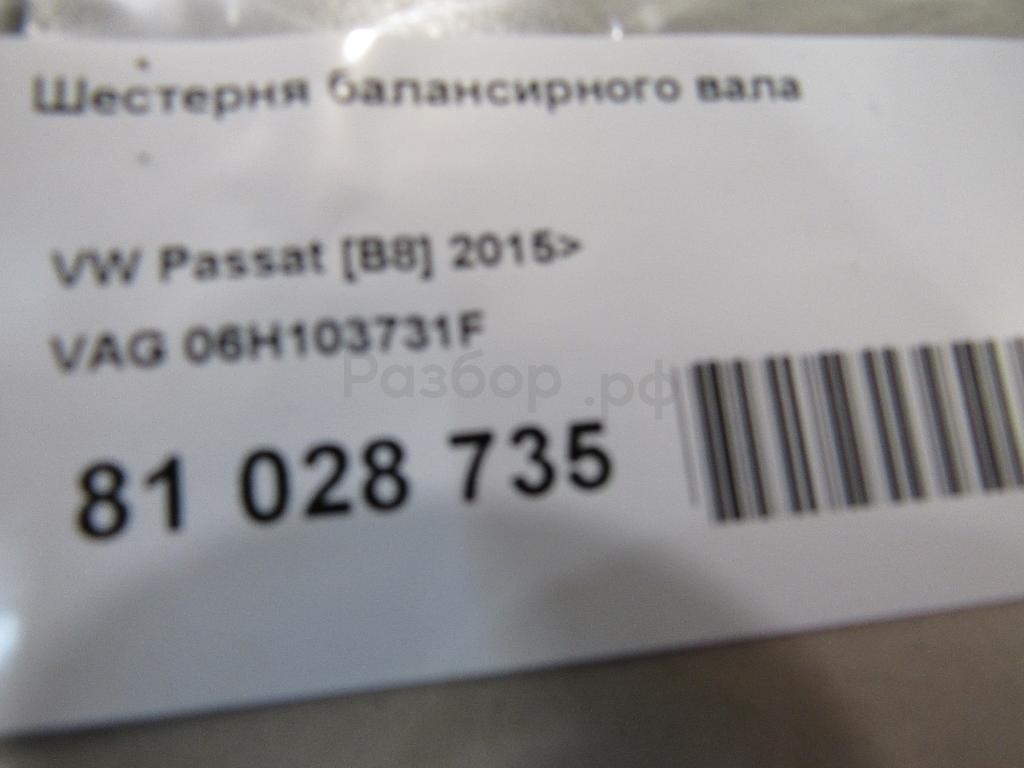 Шестерня балансирного вала
VW Passat [B8] 2015>
VAG 06H103731F
Разбор.рф
81 028 735